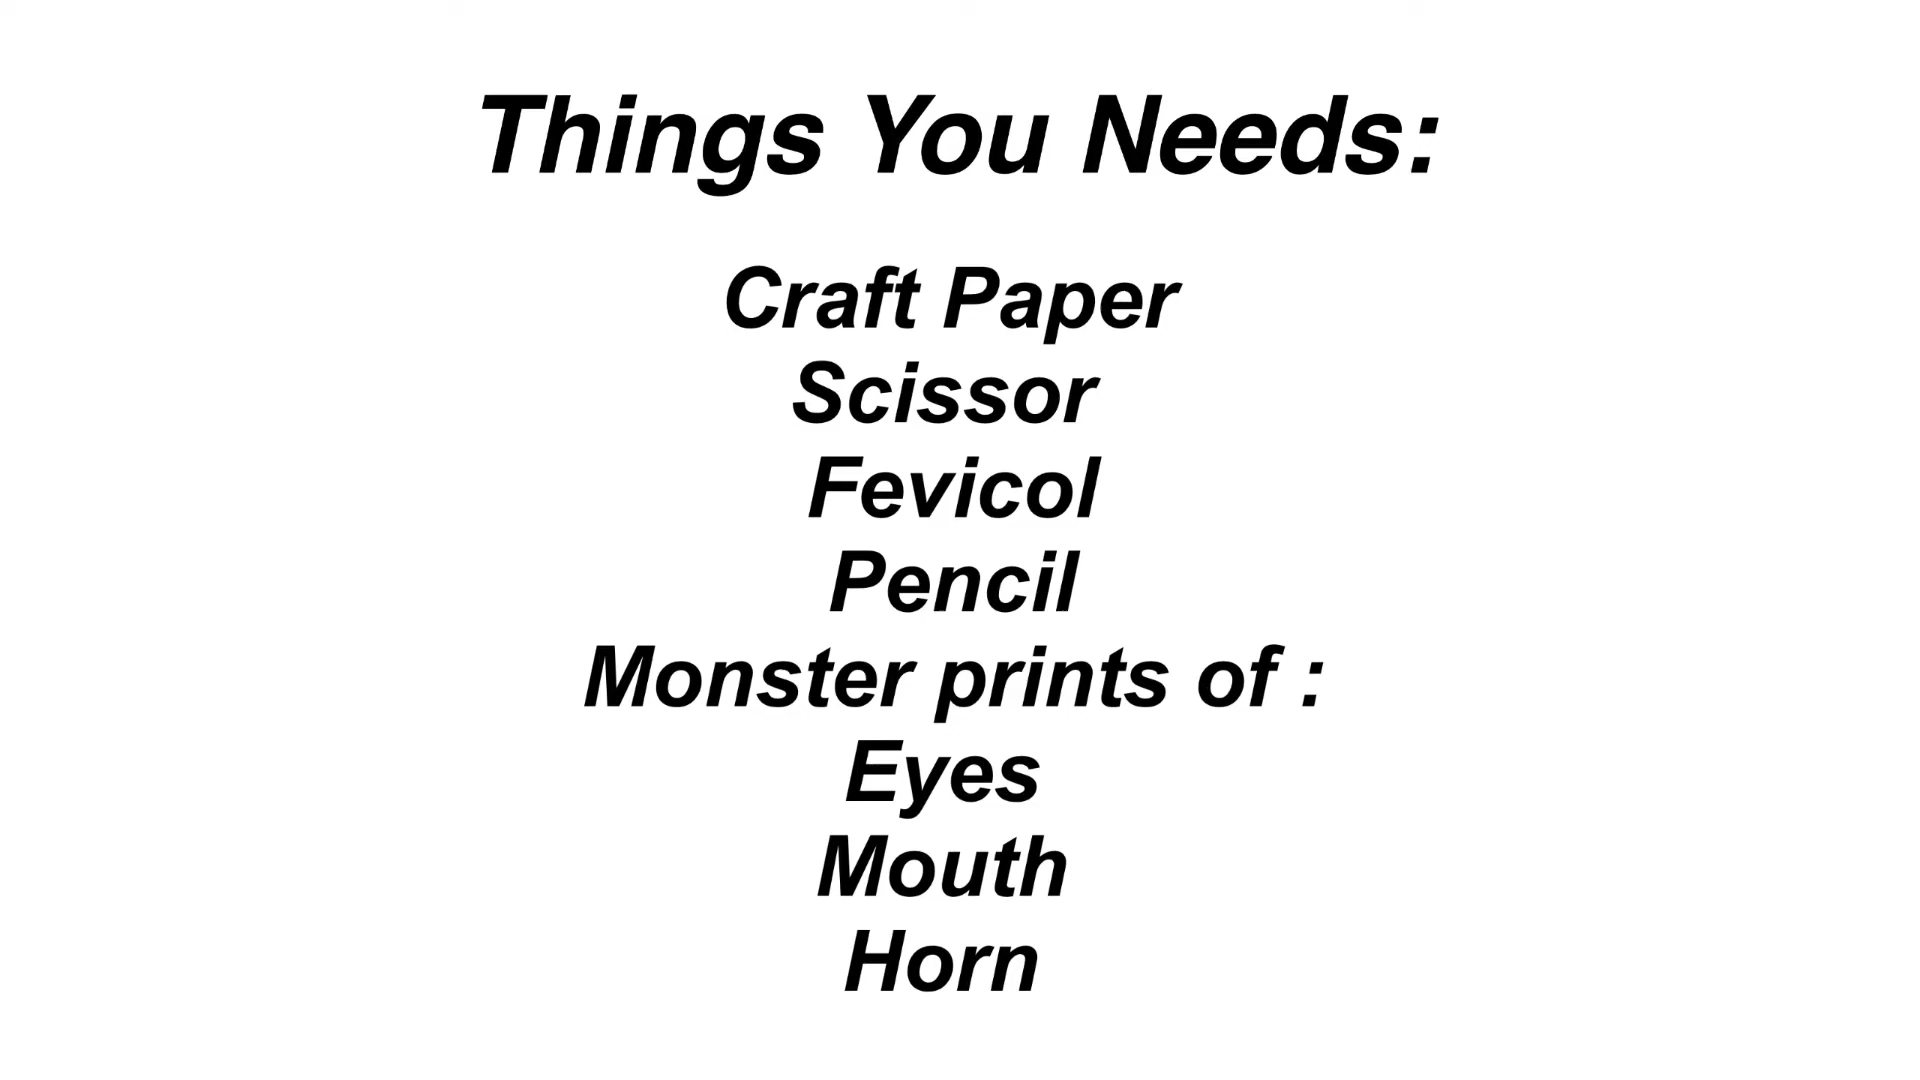 Things You Needs:
Craft Paper
Scissor
Fevicol
Pencil
Monster prints of :
Eyes
Mouth
Horn